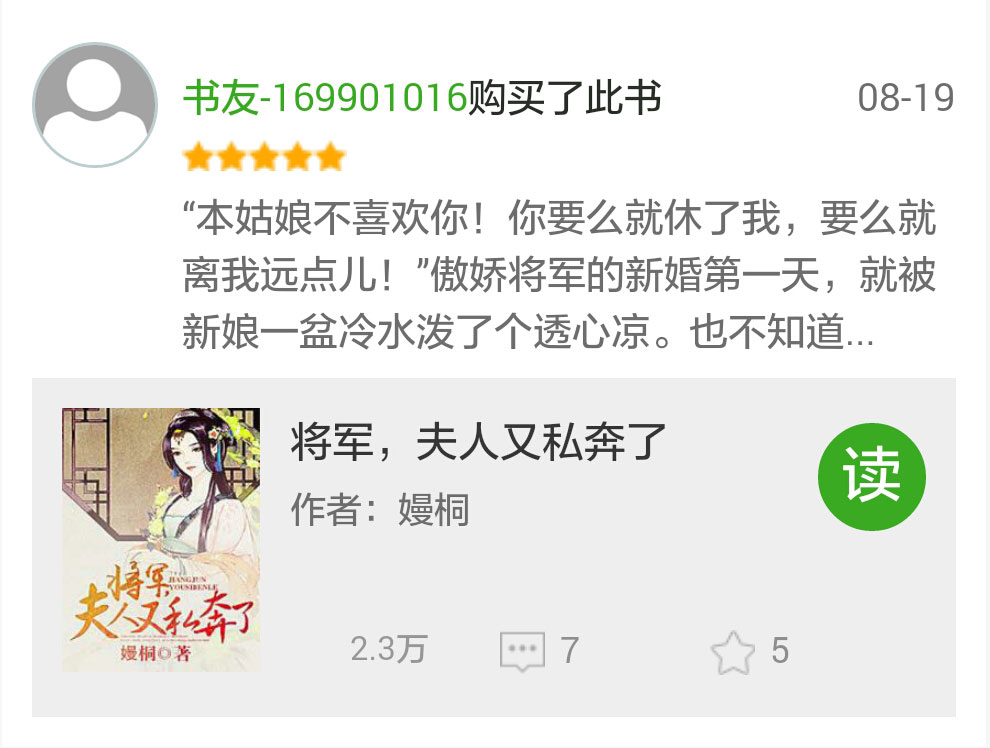 书友-169901016购买了此书
08-19
“本姑娘不喜欢你！你要么就休了我，要么就
离我远点儿！”傲娇将军的新婚第一天，就被
新娘一盆冷水泼了个透心凉。也不知道...
将军，夫人又私奔了
读
作者：嫚桐
将军
JIANGJUN
YOUSIBENLE
夫人又私奔了
嫚桐◎著
2.3万
7
5